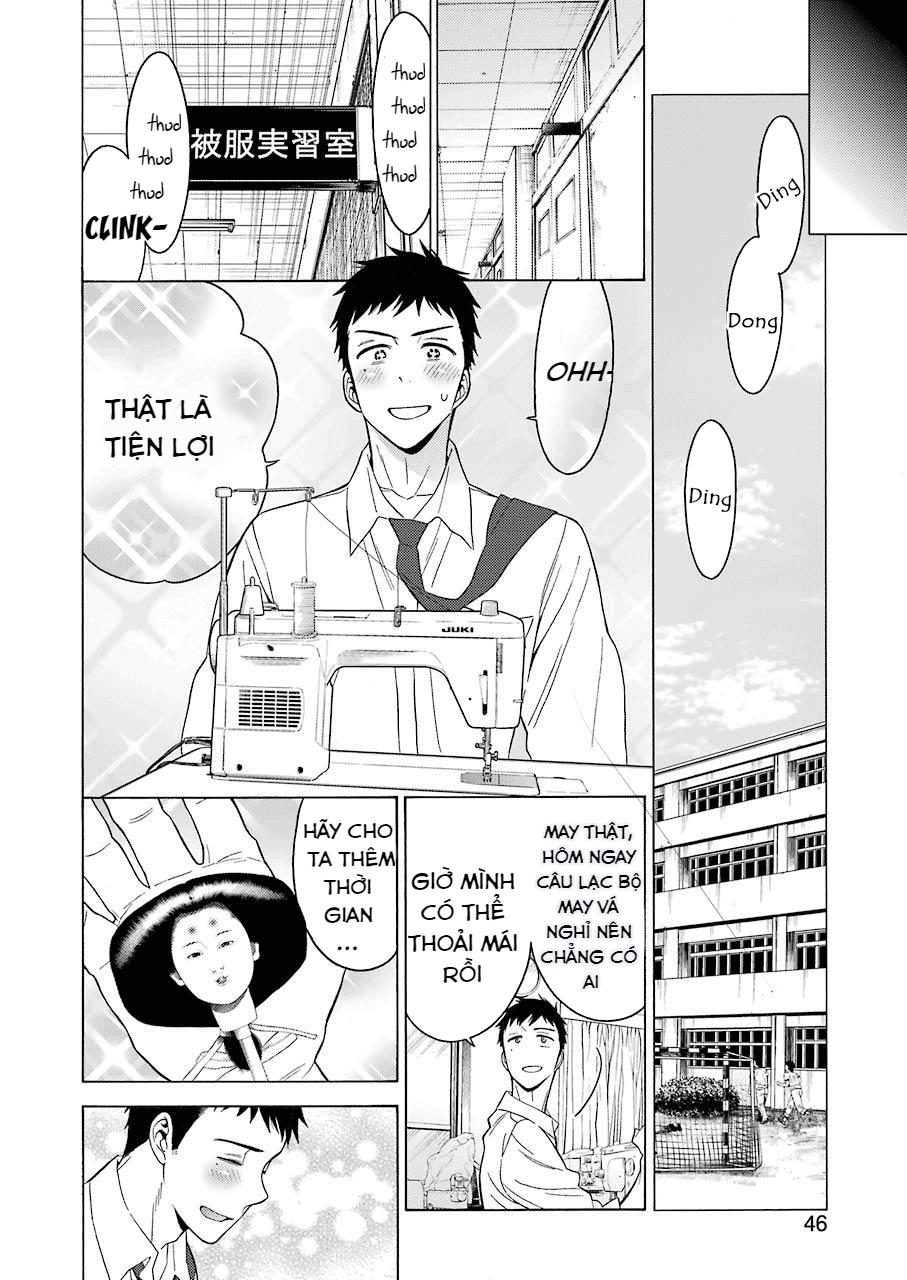 Ding
Dong
Ding
thud
thud
thud
thud
被服実習室
thud
thud
thud
CLINK-
OHH-
THẬT LÀ
TIỆN LỢI
JUKI
MAY THẬT,
HÔM NGAY
CÂU LẠC BỘ
MAY VÁ
NGHỈ NÊN
CHẲNG CÓ
AI
GIỜ MÌNH
CÓ THỂ
THOẢI MÁI
RỒI
HÃY CHO
TA THÊM
THỜI
GIAN
...
46